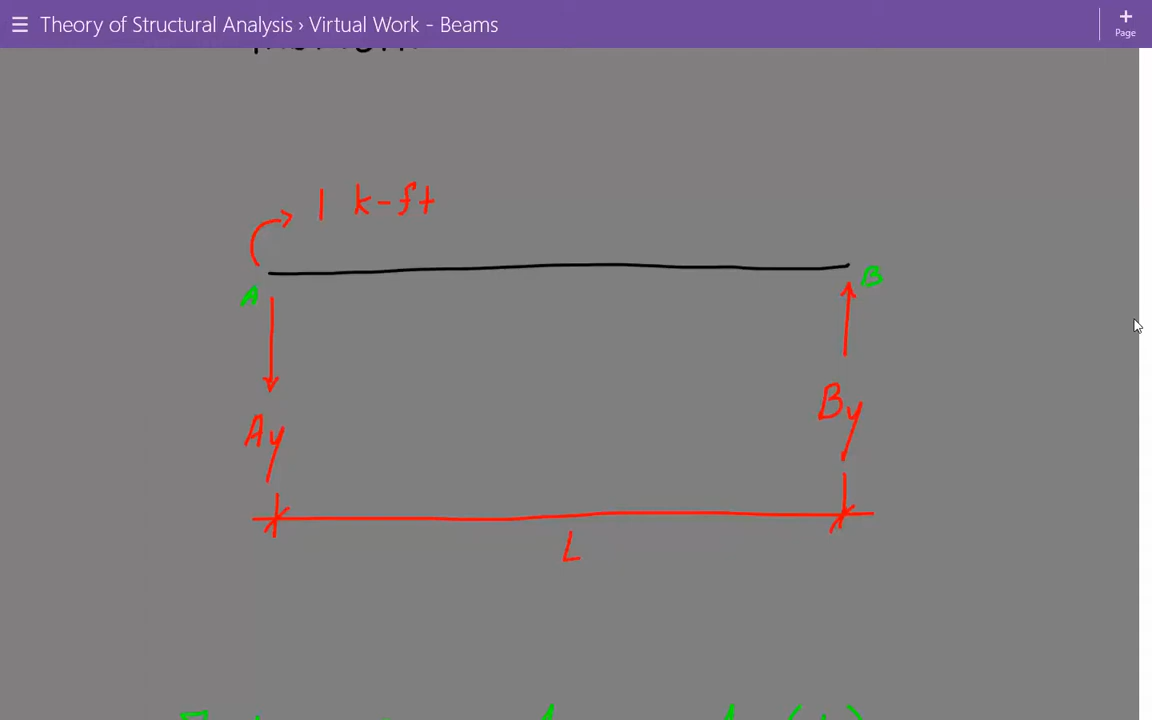 Theory of Structural Analysis › Virtual Work - Beams
Page
1 k-ft
A
B
Ay
By
L